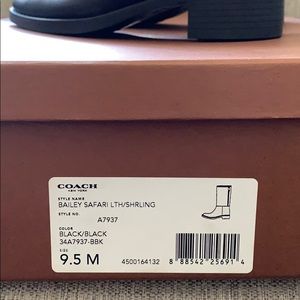 COACH
NEW YORK
STYLE NAME
BAILEY SAFARI LTH/SHRLING
STYLE NO.
A7937
COLOR
BLACK/BLACK
34A7937-BBK
SIZE
9.5 M
4500164132
8 88542 25691 4